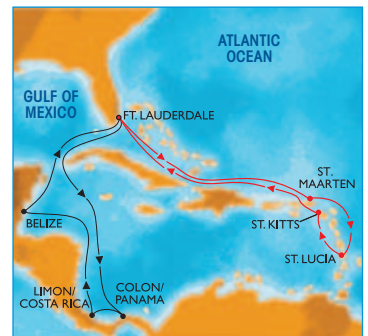 ATLANTIC
OCEAN
GULF OF
MEXICO
FT. LAUDERDALE
ST.
MAARTEN
ST. KITTS
BELIZE
ST. LUCIA
LIMON/
COSTA RICA
COLON/
PANAMA